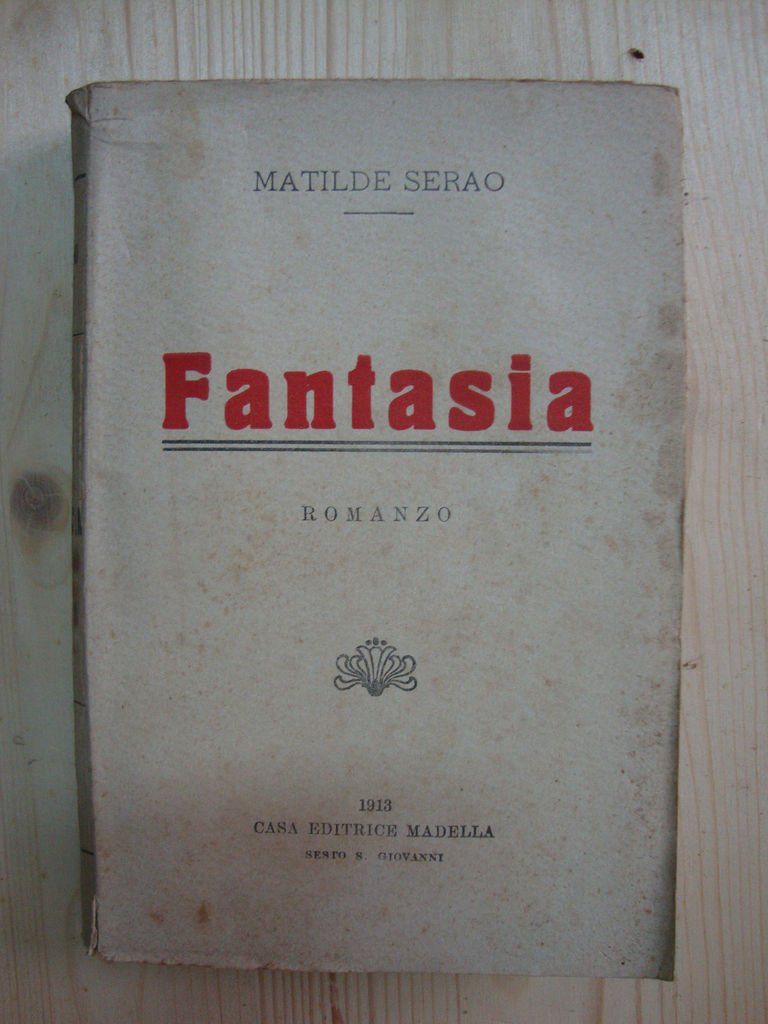 MATILDE SERAO
Fantasia
ROMANZO
1913
CASA EDITRICE MADELLA
SESTO S. GIOVANNI